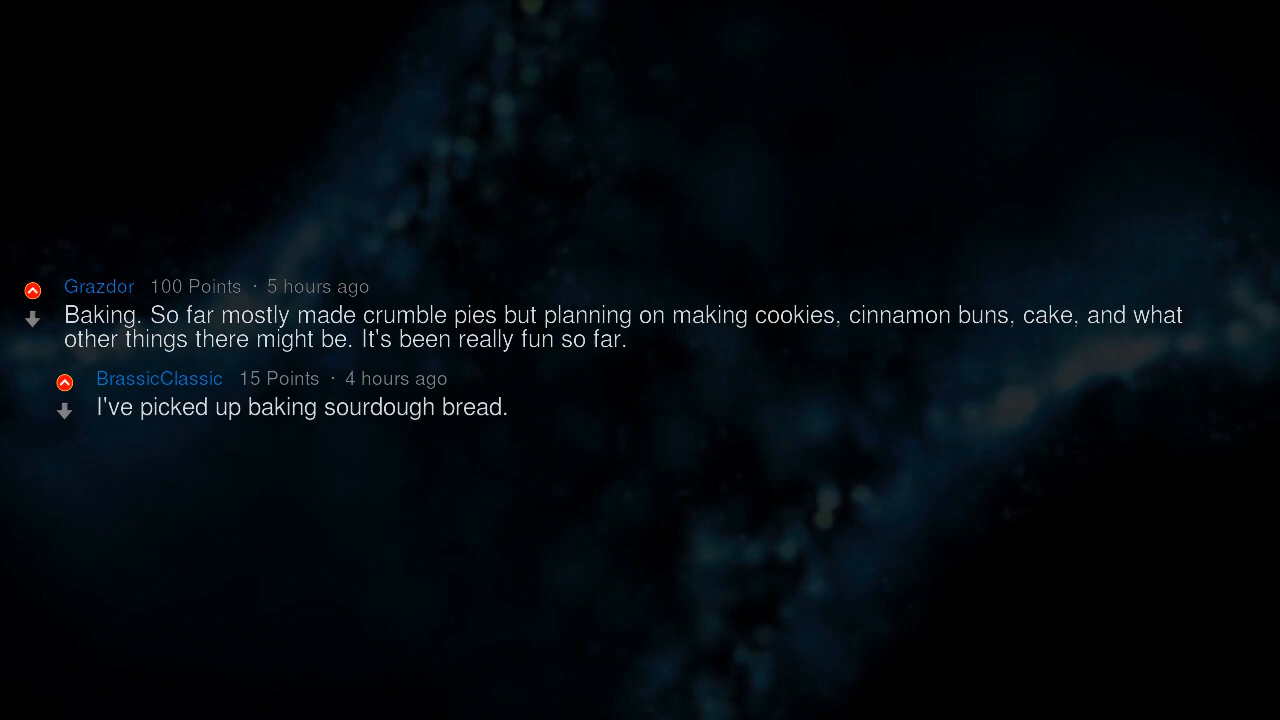 Grazdor 100 Points · 5 hours ago
Baking. So far mostly made crumble pies but planning on making cookies, cinnamon buns, cake, and what
other things there might be. It's been really fun so far.
BrassicClassic 15 Points · 4 hours ago
I've picked up baking sourdough bread.